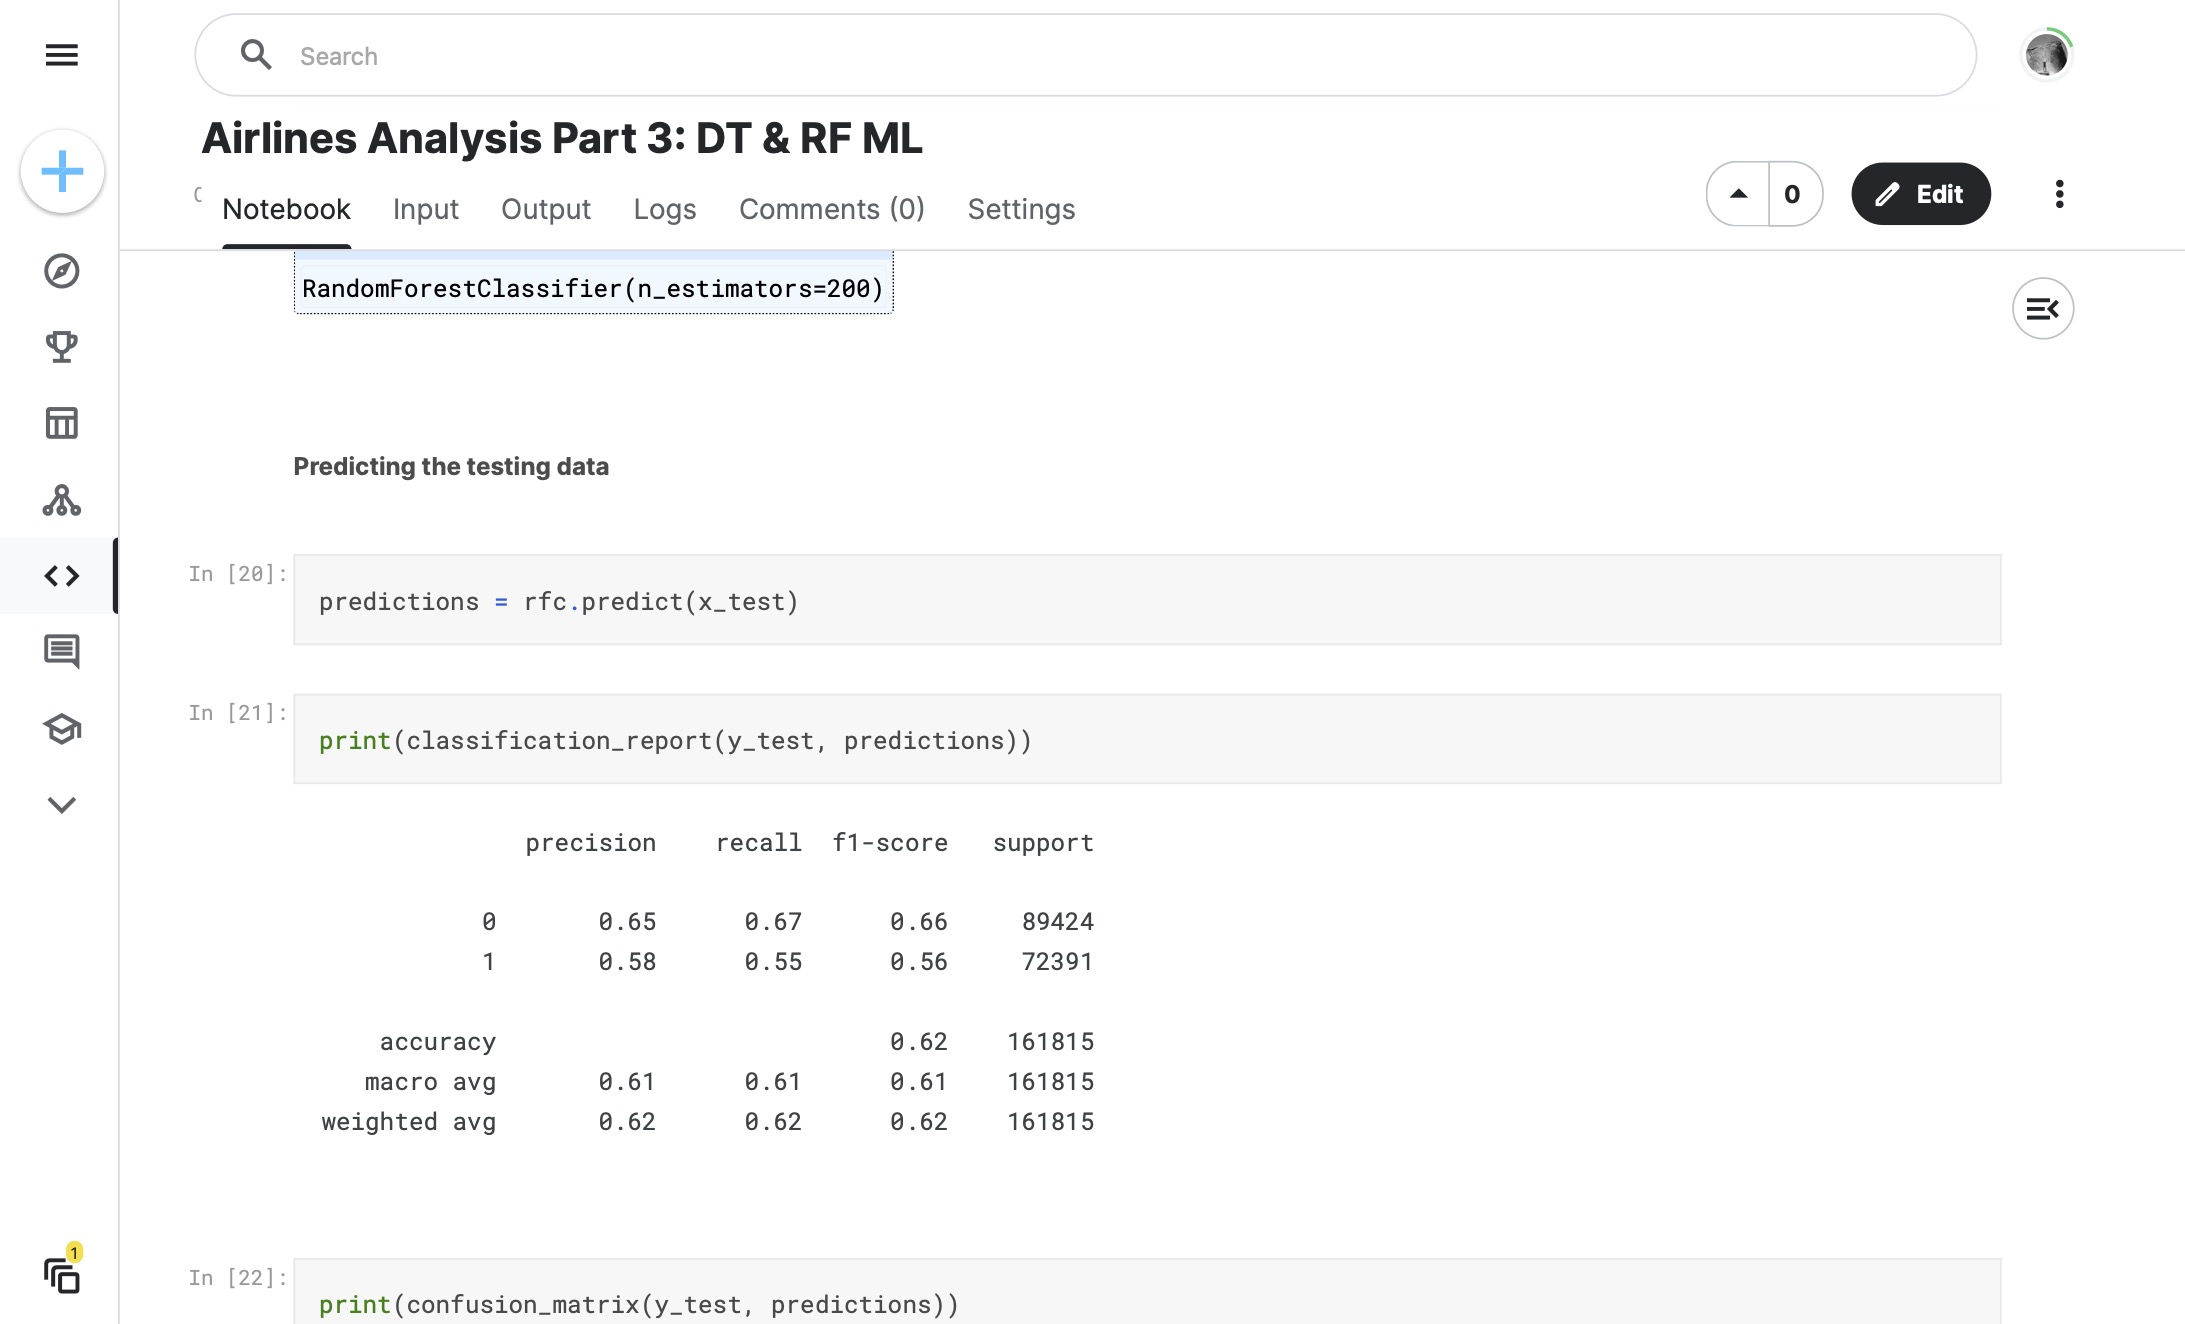 Search
Airlines Analysis Part 3: DT & RF ML
Notebook Input Output Logs Comments (0) Settings
0
Edit
RandomForestClassifier(n_estimators=200)
Predicting the testing data
In [20]:
predictions = rfc.predict(x_test)
In [21]:
print(classification_report(y_test, predictions))
precision recall f1-score support
0 0.65 0.67 0.66 89424
1 0.58 0.55 0.56 72391
accuracy 0.62 161815
macro avg 0.61 0.61 0.61 161815
weighted avg 0.62 0.62 0.62 161815
1
In [22]:
print(confusion_matrix(y_test, predictions))